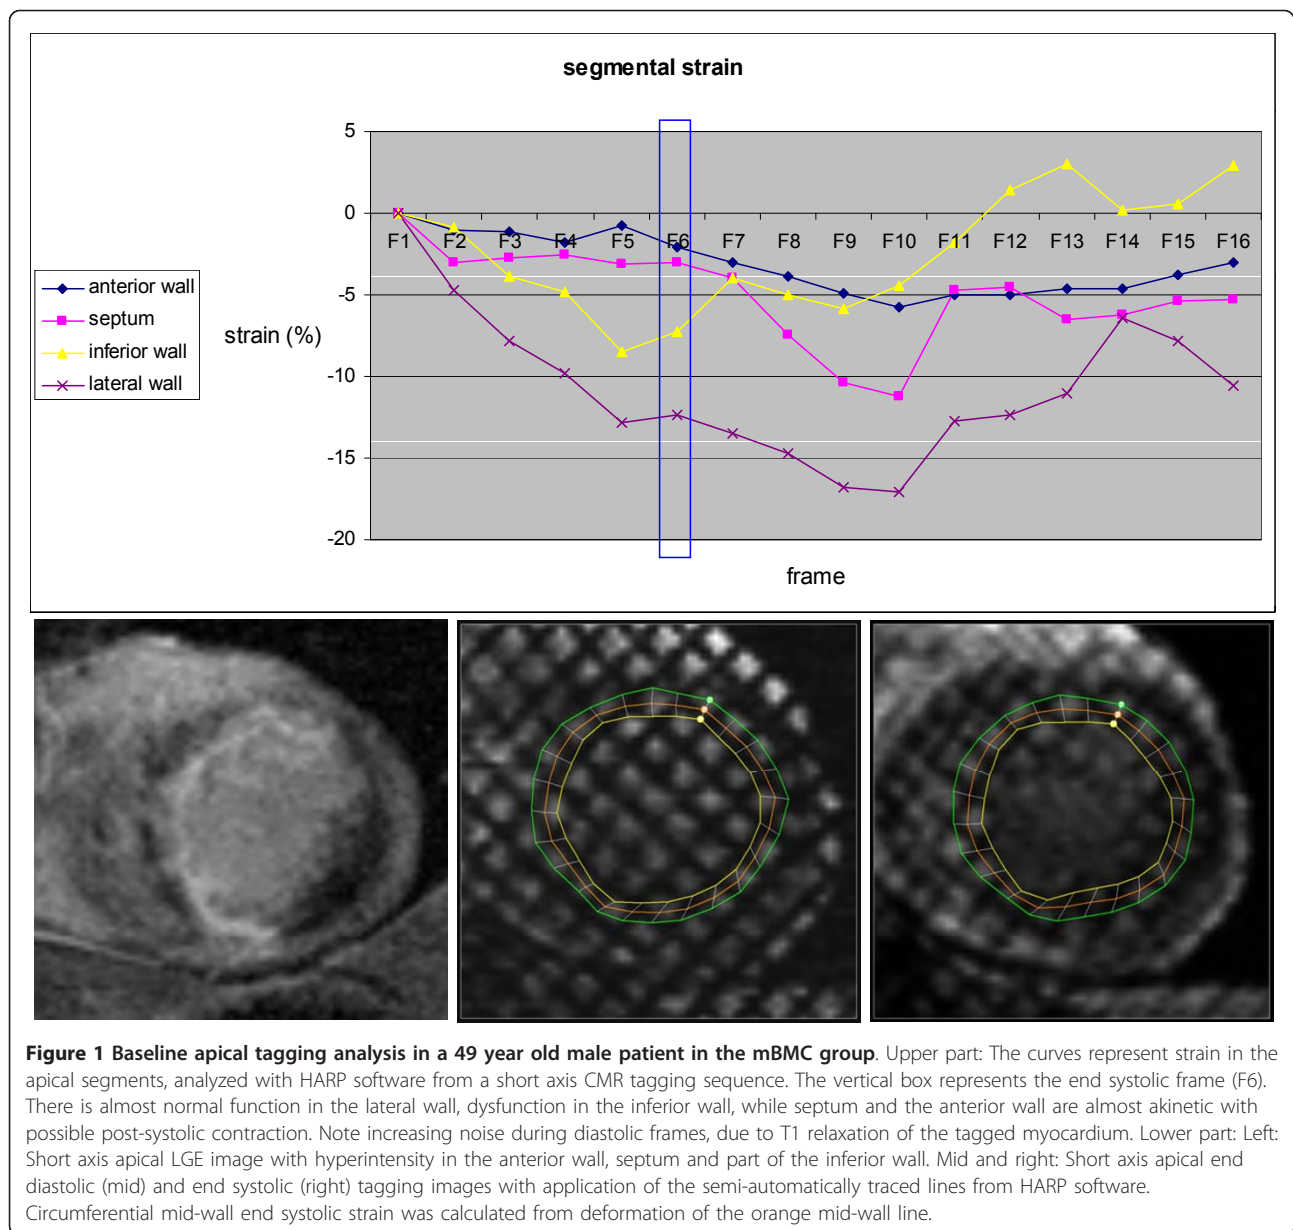 segmental strain
5
0
-5
-10
-15
-20
F1 F2 F3 F4 F5 F6 F7 F8 F9 F10 F11 F12 F13 F14 F15 F16
anterior wall
septum
inferior wall
lateral wall
strain (%)
frame
Figure 1 Baseline apical tagging analysis in a 49 year old male patient in the mBMC group. Upper part: The curves represent strain in the
apical segments, analyzed with HARP software from a short axis CMR tagging sequence. The vertical box represents the end systolic frame (F6).
There is almost normal function in the lateral wall, dysfunction in the inferior wall, while septum and the anterior wall are almost akinetic with
possible post-systolic contraction. Note increasing noise during diastolic frames, due to T1 relaxation of the tagged myocardium. Lower part: Left:
Short axis apical LGE image with hyperintensity in the anterior wall, septum and part of the inferior wall. Mid and right: Short axis apical end
diastolic (mid) and end systolic (right) tagging images with application of the semi-automatically traced lines from HARP software.
Circumferential mid-wall end systolic strain was calculated from deformation of the orange mid-wall line.